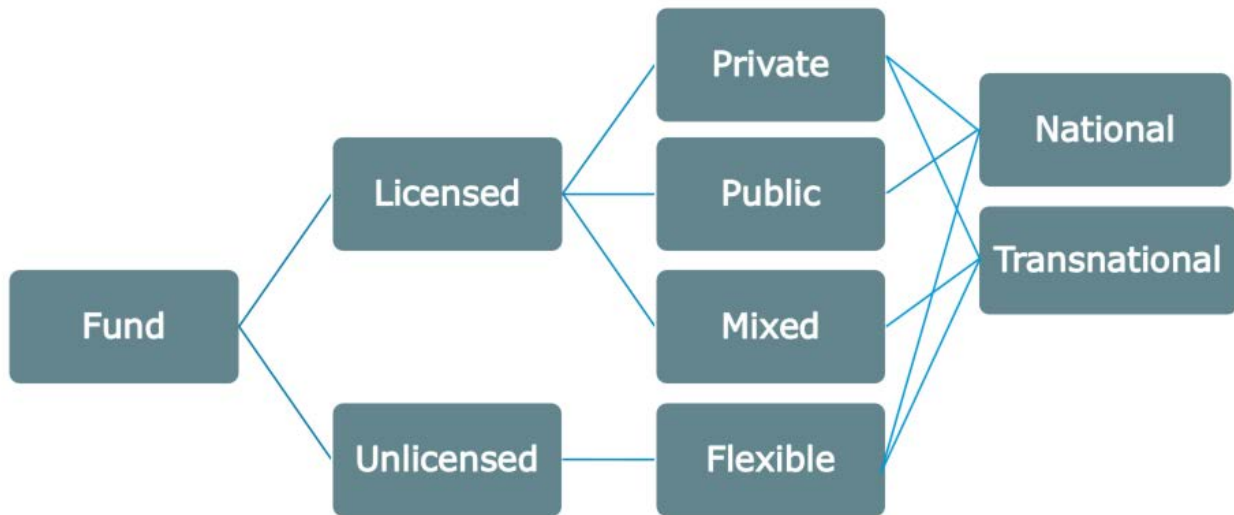 Fund
Licensed
Unlicensed
Private
Public
Mixed
Flexible
National
Transnational